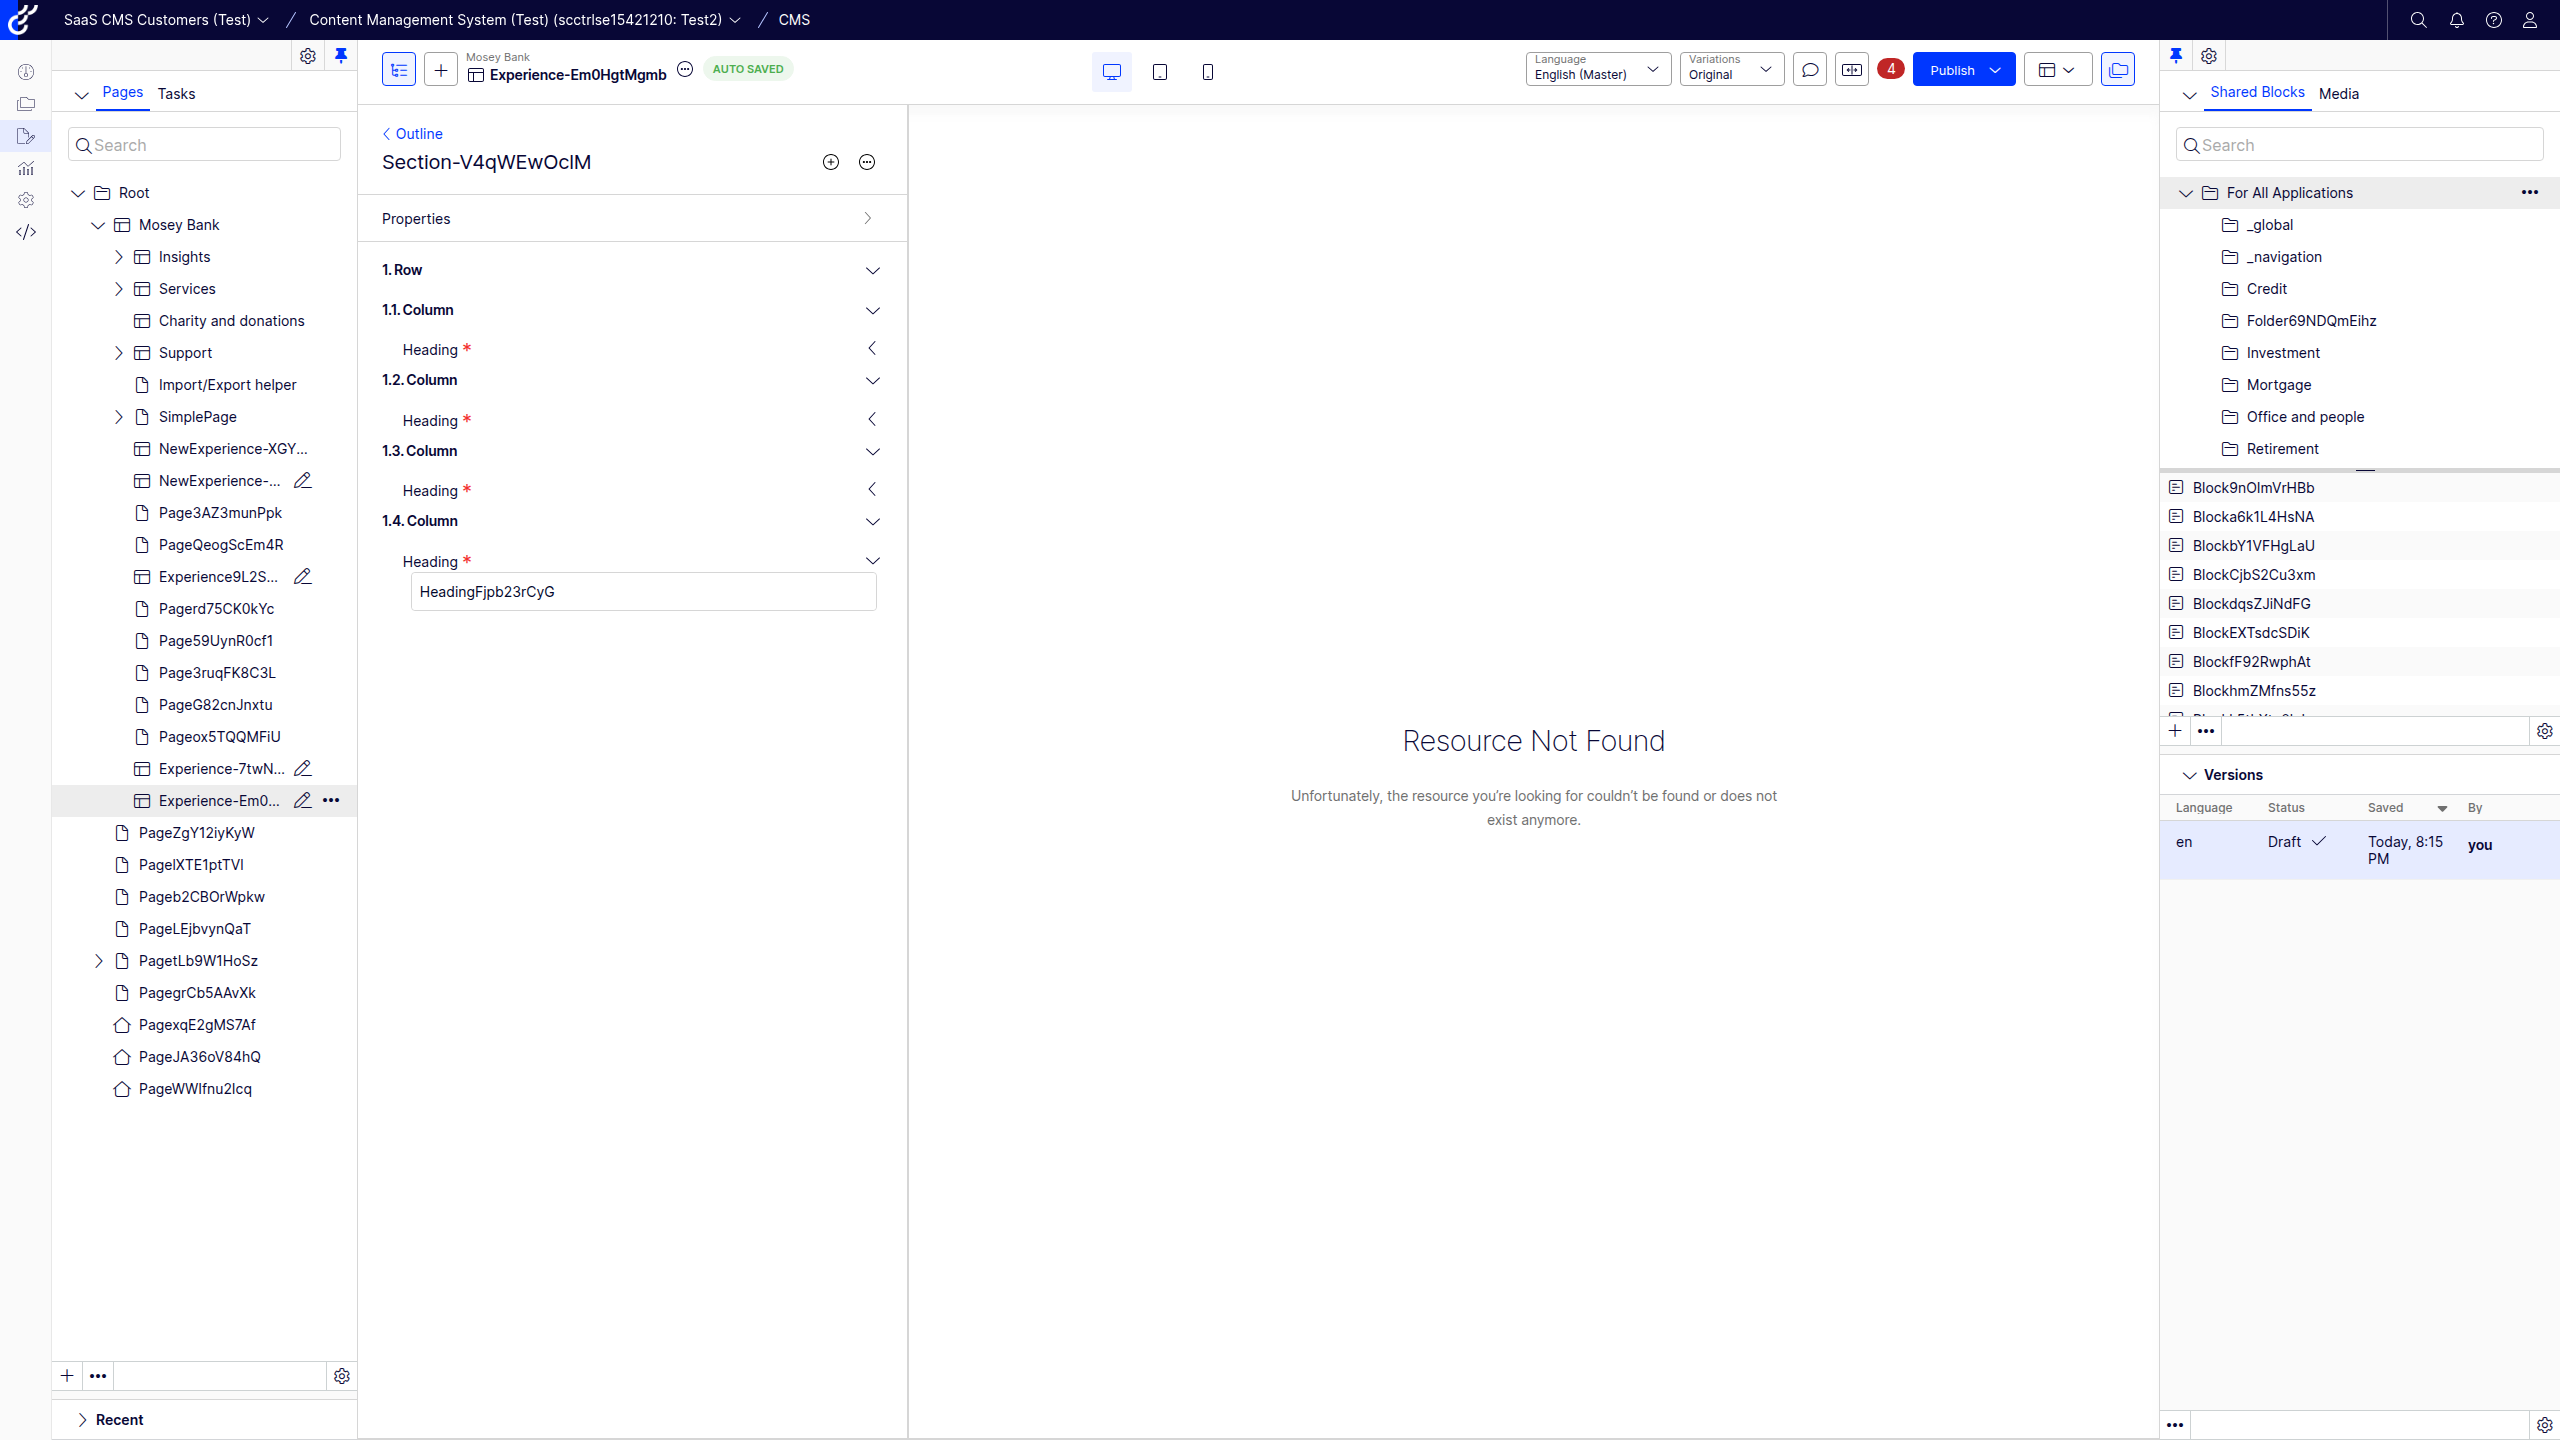 SaaS CMS Customers (Test) / Content Management System (Test) (scctrlse15421210: Test2) / CMS
Pages Tasks
Search
Root
Mosey Bank
Insights
Services
Charity and donations
Support
Import/Export helper
SimplePage
NewExperience-XGY...
NewExperience-...
Page3AZ3munPpk
PageQeogScEm4R
Experience9L2S...
Pagerd75CK0kYc
Page59UynR0cf1
Page3ruqFK8C3L
PageG82cnJnxtu
Pageox5TQQMFiU
Experience-7twN...
Experience-Em0...
PageZgY12iyKyW
PagelXTE1ptTVI
Pageb2CBOrWpkw
PageLEjbvynQaT
PagetLb9W1HoSz
PagegrCb5AAvXk
PagexqE2gMS7Af
PageJA36oV84hQ
PageWWlfnu2lcq
Recent
Mosey Bank
Experience-Em0HgtMgmb
AUTO SAVED
Language
English (Master)
Variations
Original
4
Publish
Outline
Section-V4qWEwOcIM
Properties
1. Row
1.1. Column
Heading *
1.2. Column
Heading *
1.3. Column
Heading *
1.4. Column
Heading *
HeadingFjpb23rCyG
Resource Not Found
Unfortunately, the resource you're looking for couldn't be found or does not
exist anymore.
Shared Blocks Media
Search
For All Applications
_global
_navigation
Credit
Folder69NDQmEihz
Investment
Mortgage
Office and people
Retirement
Block9nOlmVrHBb
Blocka6k1L4HsNA
BlockbY1VFHgLaU
BlockCjbS2Cu3xm
BlockdqsZJiNdFG
BlockEXTsdcSDiK
BlockfF92RwphAt
BlockhmZMfns55z
Versions
Language Status Saved By
en Draft Today, 8:15 you
PM